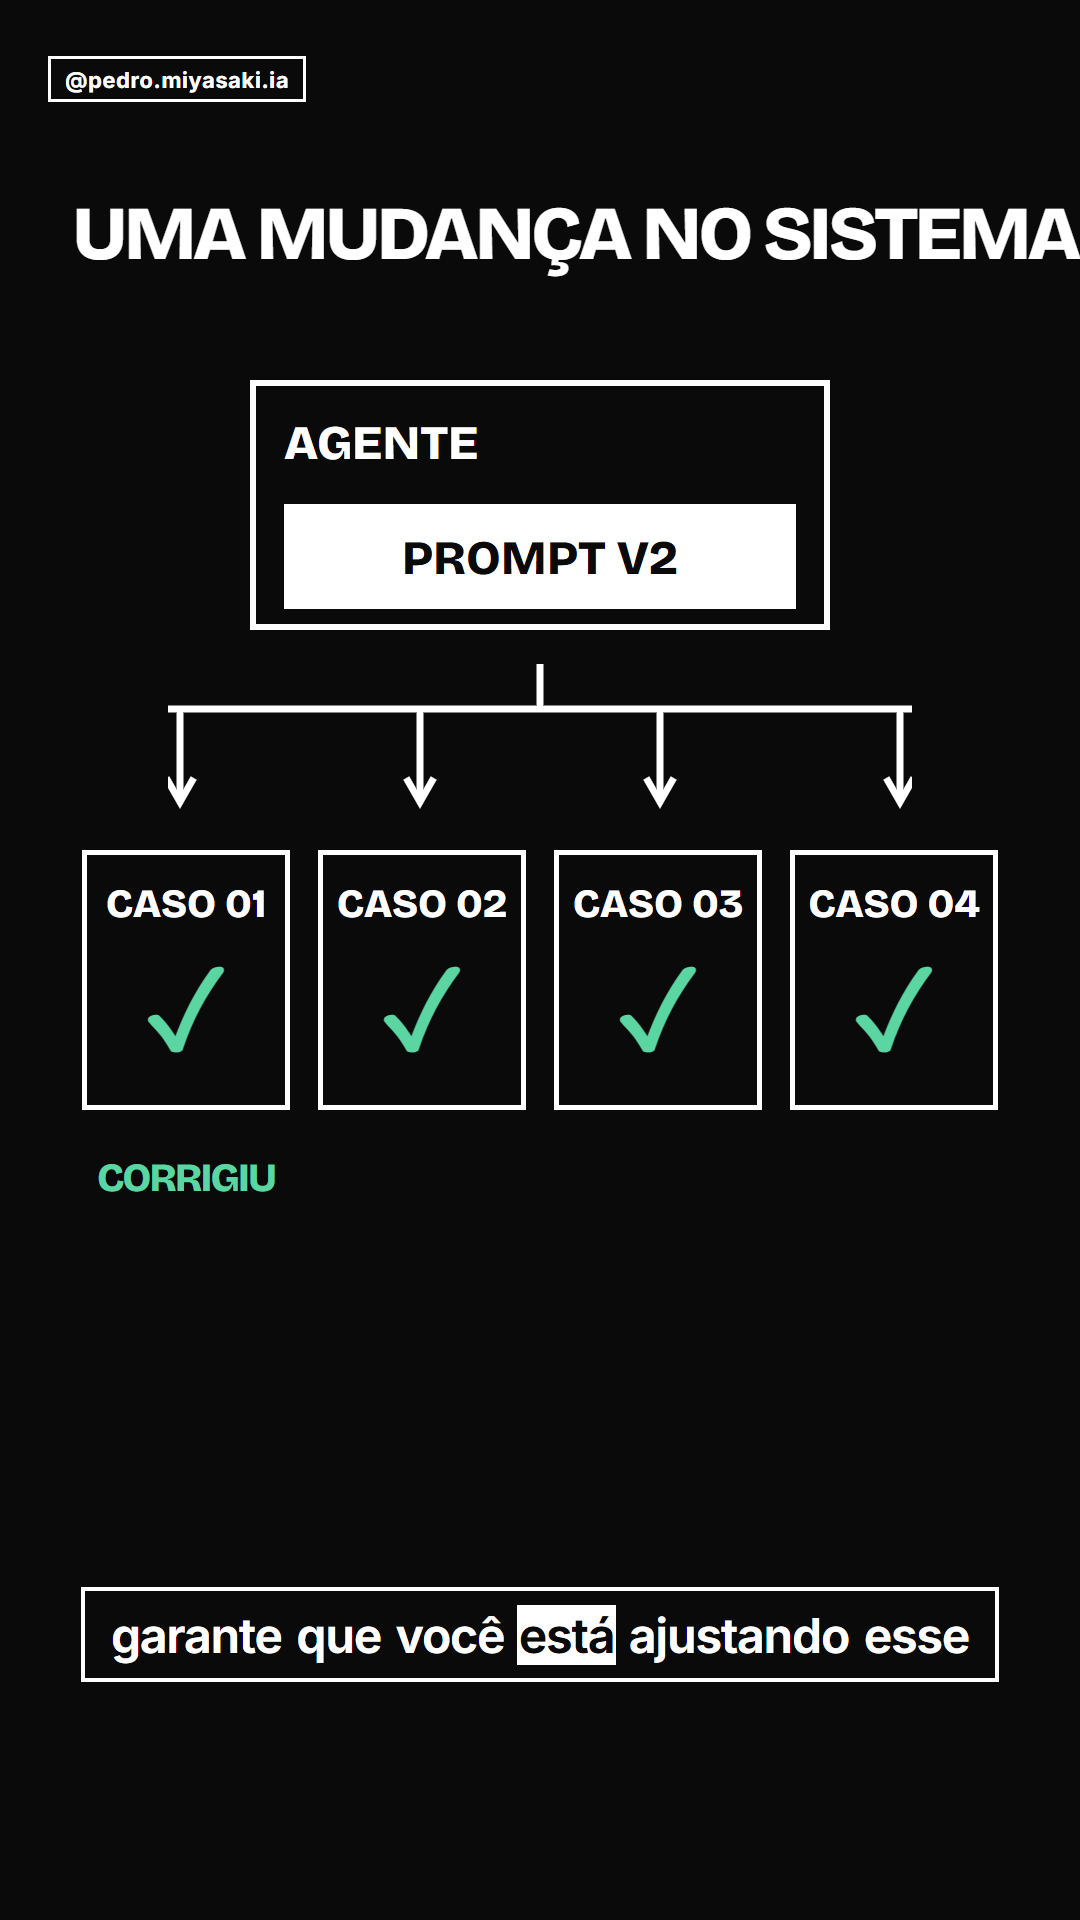 @pedro.miyasaki.ia
UMA MUDANÇA NO SISTEMA
AGENTE
PROMPT V2
CASO 01
CASO 02
CASO 03
CASO 04
CORRIGIU
garante que você está ajustando esse